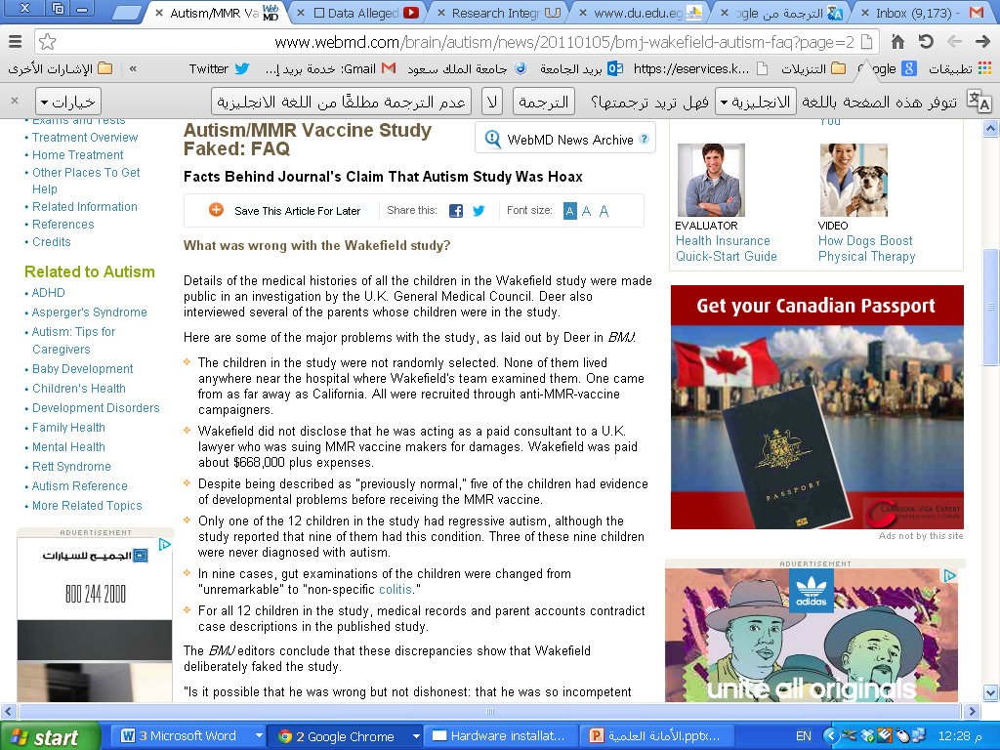 Autism/MMR Va
Web MD
Data Alleged
Research Integr
www.du.edu.eg
الترجمة من gle
Inbox (9,173) -
www.webmd.com/brain/autism/news/20110105/bmj-wakefield-autism-faq?page=2
تطبيقات
Google
التنزيلات
https://eservices.k...
بريد الجامعة
جامعة الملك سعود
Gmail: خدمة بريد إ...
Twitter
»
الإشارات الأخرى
تتوفر هذه الصفحة باللغة
الانجليزية
فهل تريد ترجمتها؟
الترجمة
لا
عدم الترجمة مطلقًا من اللغة الانجليزية
خيارات
• Exams and Tests
• Treatment Overview
• Home Treatment
• Other Places To Get
Help
• Related Information
• References
• Credits
Related to Autism
• ADHD
• Asperger's Syndrome
• Autism: Tips for
Caregivers
• Baby Development
• Children's Health
• Development Disorders
• Family Health
• Mental Health
• Rett Syndrome
• Autism Reference
• More Related Topics
ADVERTISEMENT
الجميح للسيارات
800 244 2000
Autism/MMR Vaccine Study
Faked: FAQ
WebMD News Archive ?
Facts Behind Journal's Claim That Autism Study Was Hoax
Save This Article For Later
Share this:
Font size:
A A A
What was wrong with the Wakefield study?
Details of the medical histories of all the children in the Wakefield study were made
public in an investigation by the U.K. General Medical Council. Deer also
interviewed several of the parents whose children were in the study.
Here are some of the major problems with the study, as laid out by Deer in BMJ:
The children in the study were not randomly selected. None of them lived
anywhere near the hospital where Wakefield's team examined them. One came
from as far away as California. All were recruited through anti-MMR-vaccine
campaigners.
Wakefield did not disclose that he was acting as a paid consultant to a U.K.
lawyer who was suing MMR vaccine makers for damages. Wakefield was paid
about $668,000 plus expenses.
Despite being described as "previously normal," five of the children had evidence
of developmental problems before receiving the MMR vaccine.
Only one of the 12 children in the study had regressive autism, although the
study reported that nine of them had this condition. Three of these nine children
were never diagnosed with autism.
In nine cases, gut examinations of the children were changed from
"unremarkable" to "non-specific colitis."
For all 12 children in the study, medical records and parent accounts contradict
case descriptions in the published study.
The BMJ editors conclude that these discrepancies show that Wakefield
deliberately faked the study.
"Is it possible that he was wrong but not dishonest: that he was so incompetent
You
EVALUATOR
Health Insurance
Quick-Start Guide
VIDEO
How Dogs Boost
Physical Therapy
Get your Canadian Passport
PASSPORT
CANADIAN VISA EXPERT
Ads not by this site
ADVERTISEMENT
adidas
unite all originals
start
3 Microsoft Word
2 Google Chrome
Hardware installat...
الأمانة العلمية.pptx...
EN
12:28 م